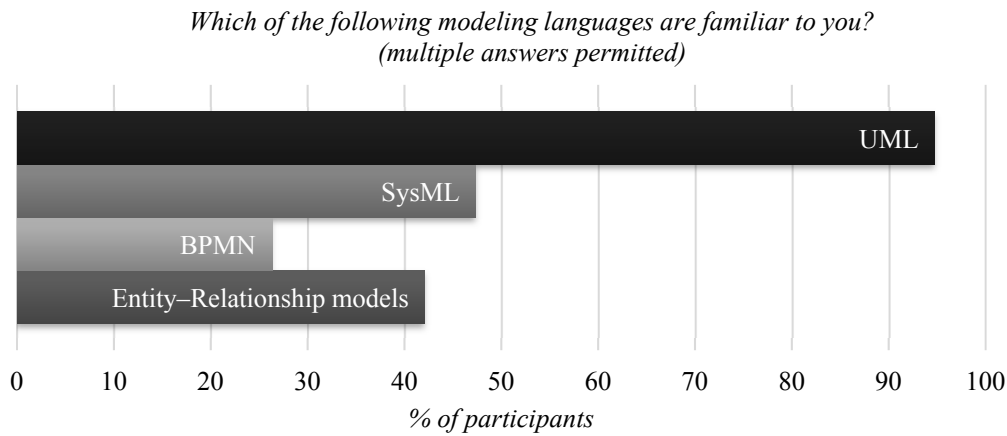 Which of the following modeling languages are familiar to you?
(multiple answers permitted)
UML
SysML
BPMN
Entity–Relationship models
0 10 20 30 40 50 60 70 80 90 100
% of participants